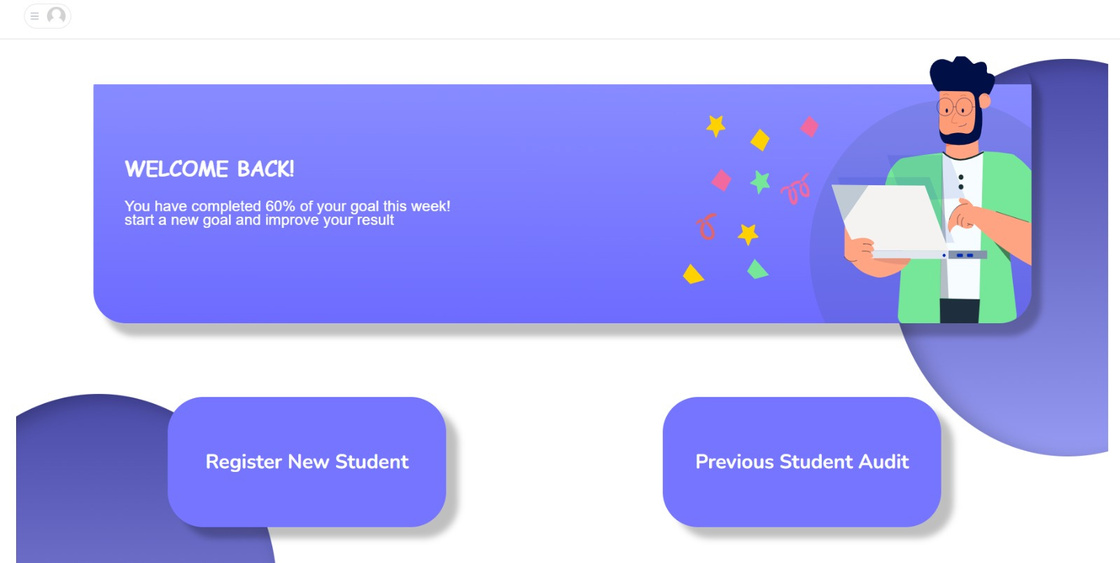 WELCOME BACK!
You have completed 60% of your goal this week!
start a new goal and improve your result
Register New Student
Previous Student Audit